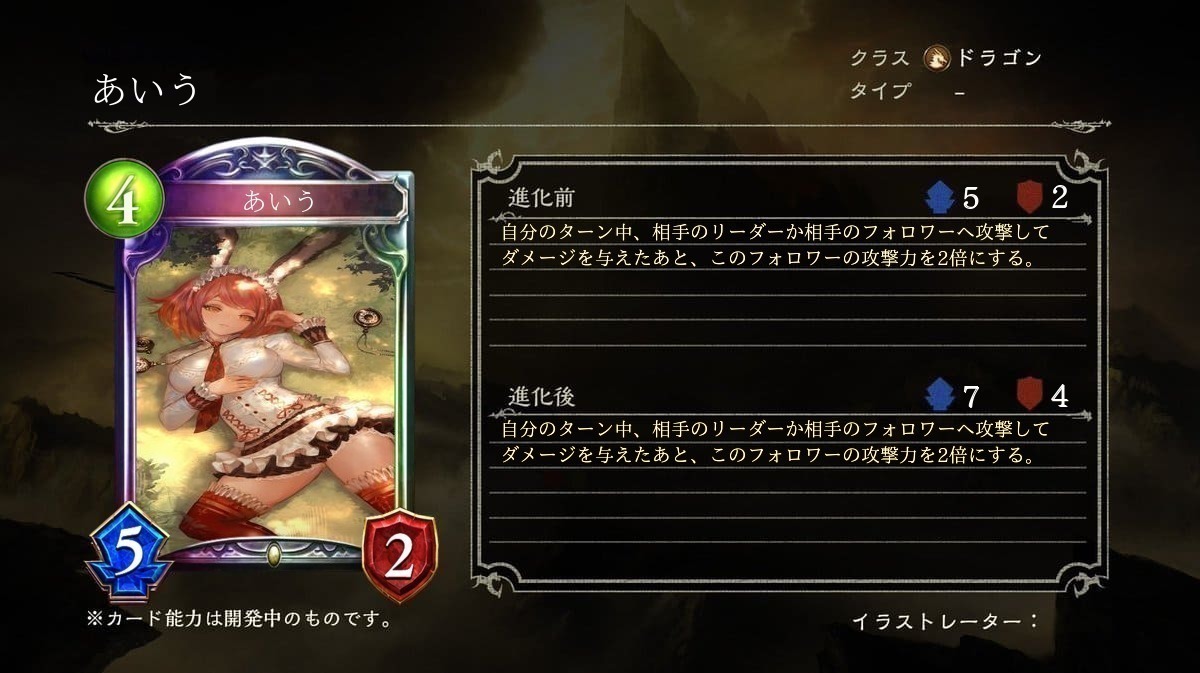 あいう
クラス ドラゴン
タイプ －
4
あいう
5
2
※カード能力は開発中のものです。
進化前 5 2
自分のターン中、相手のリーダーか相手のフォロワーへ攻撃して
ダメージを与えたあと、このフォロワーの攻撃力を2倍にする。
進化後 7 4
自分のターン中、相手のリーダーか相手のフォロワーへ攻撃して
ダメージを与えたあと、このフォロワーの攻撃力を2倍にする。
イラストレーター：